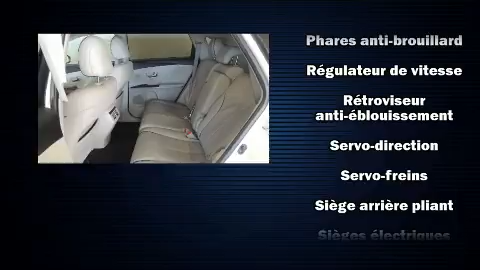 Phares anti-brouillard
Régulateur de vitesse
Rétroviseur
anti-éblouissement
Servo-direction
Servo-freins
Siège arrière pliant
Sièges électriques